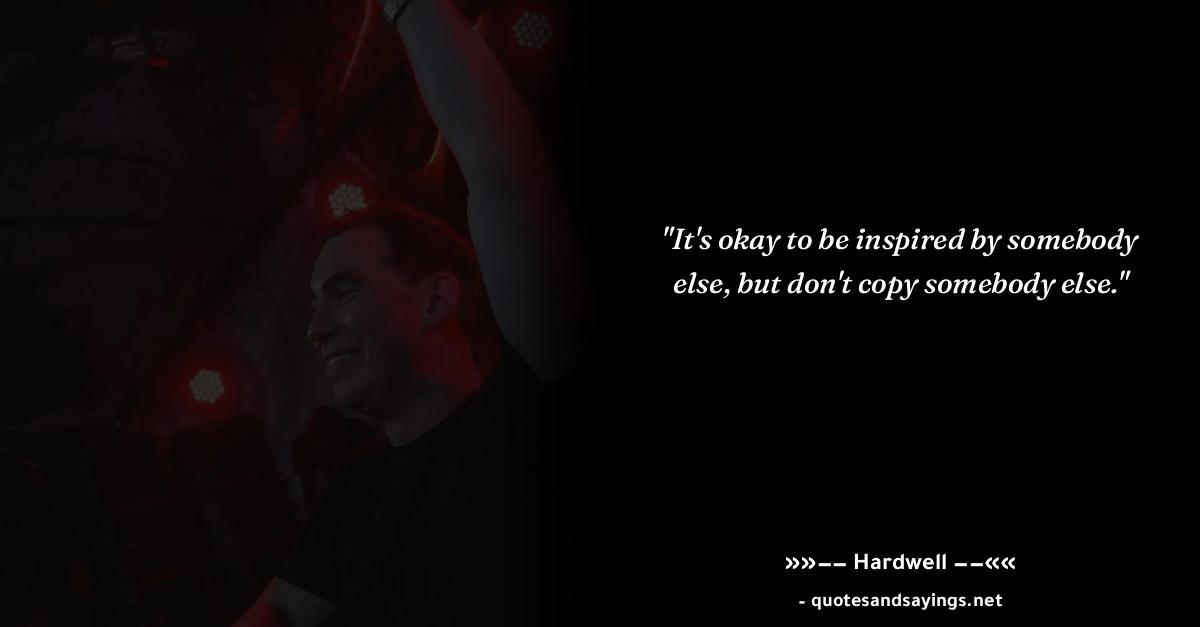 "It's okay to be inspired by somebody
else, but don't copy somebody else."
»»—— Hardwell ——««
- quotesandsayings.net